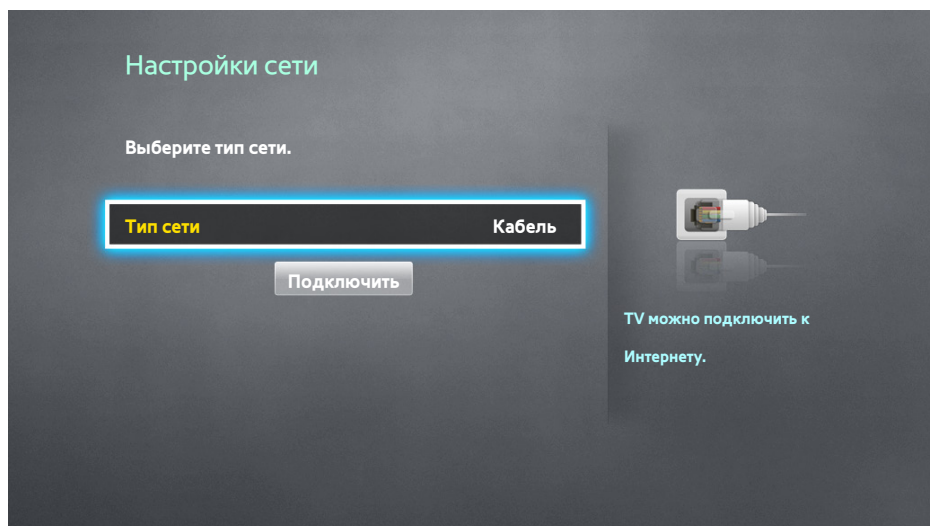 Настройки сети
Выберите тип сети.
Тип сети Кабель
Подключить
TV можно подключить к
Интернету.